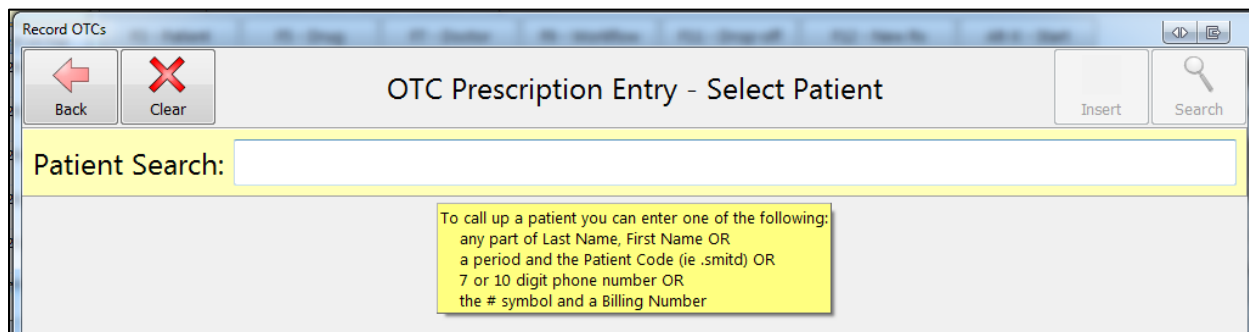 Record OTCs
Back
Clear
OTC Prescription Entry - Select Patient
Insert
Search
Patient Search:
To call up a patient you can enter one of the following:
any part of Last Name, First Name OR
a period and the Patient Code (ie .smitd) OR
7 or 10 digit phone number OR
the # symbol and a Billing Number